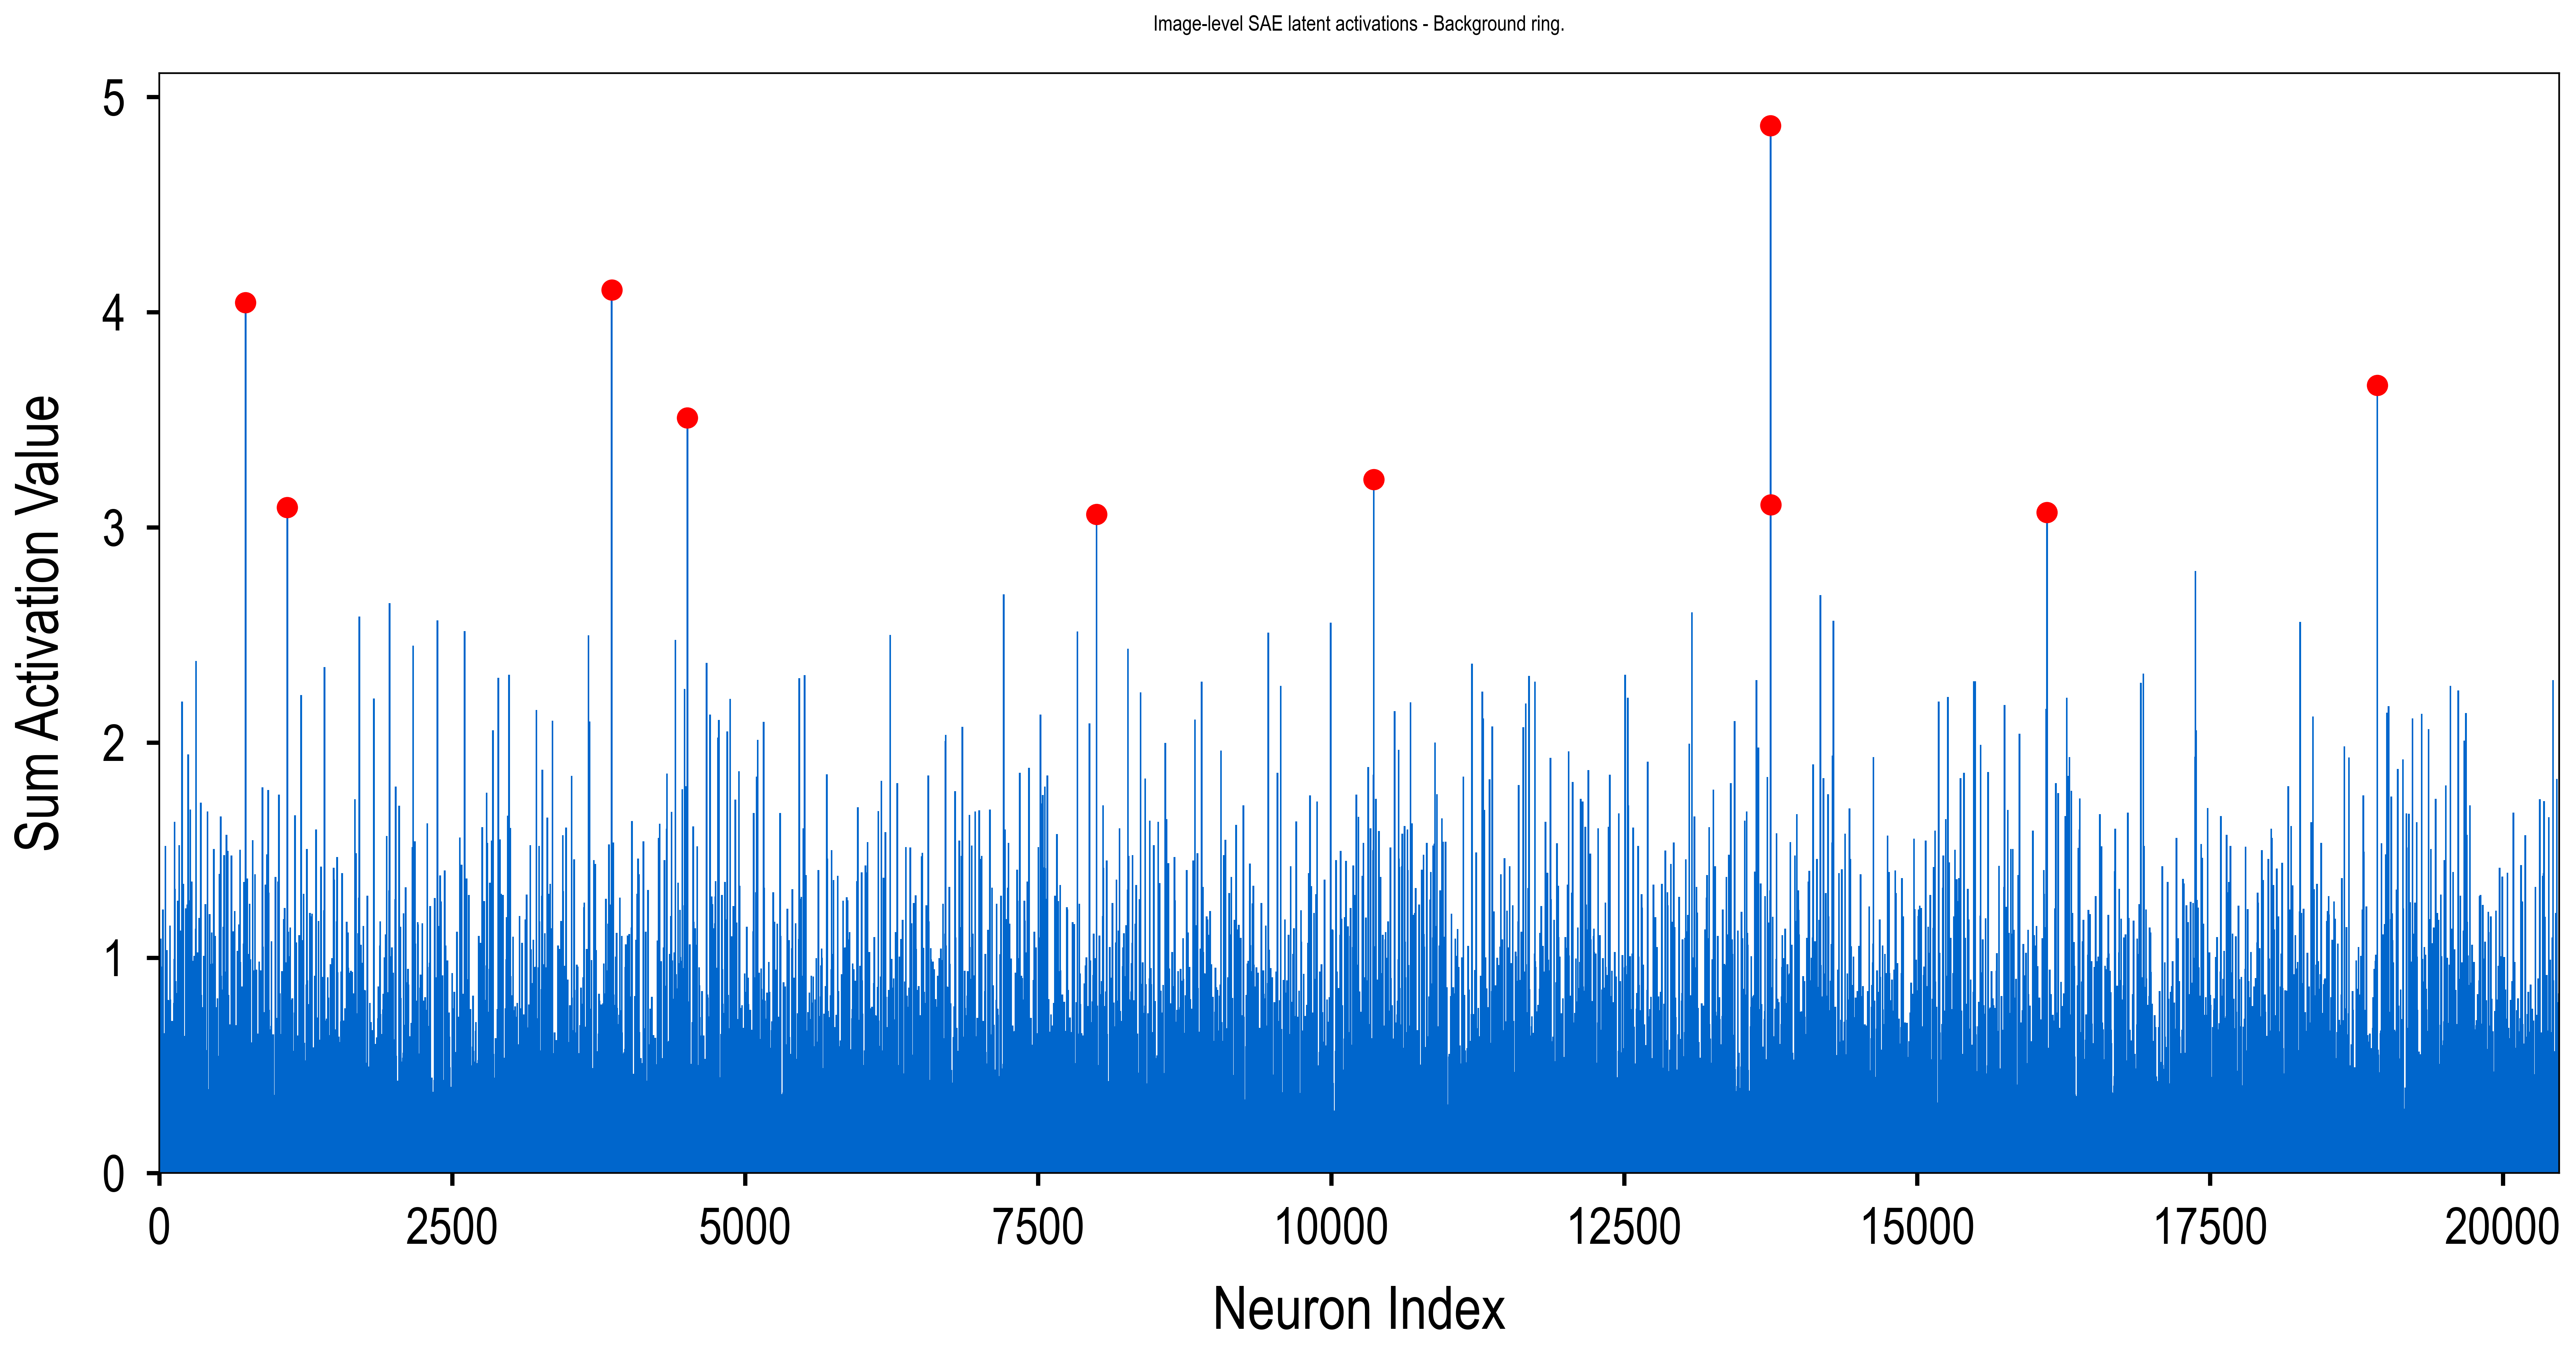 Image-level SAE latent activations - Background ring.
5
4
3
2
1
0
Sum Activation Value
0 2500 5000 7500 10000 12500 15000 17500 20000
Neuron Index